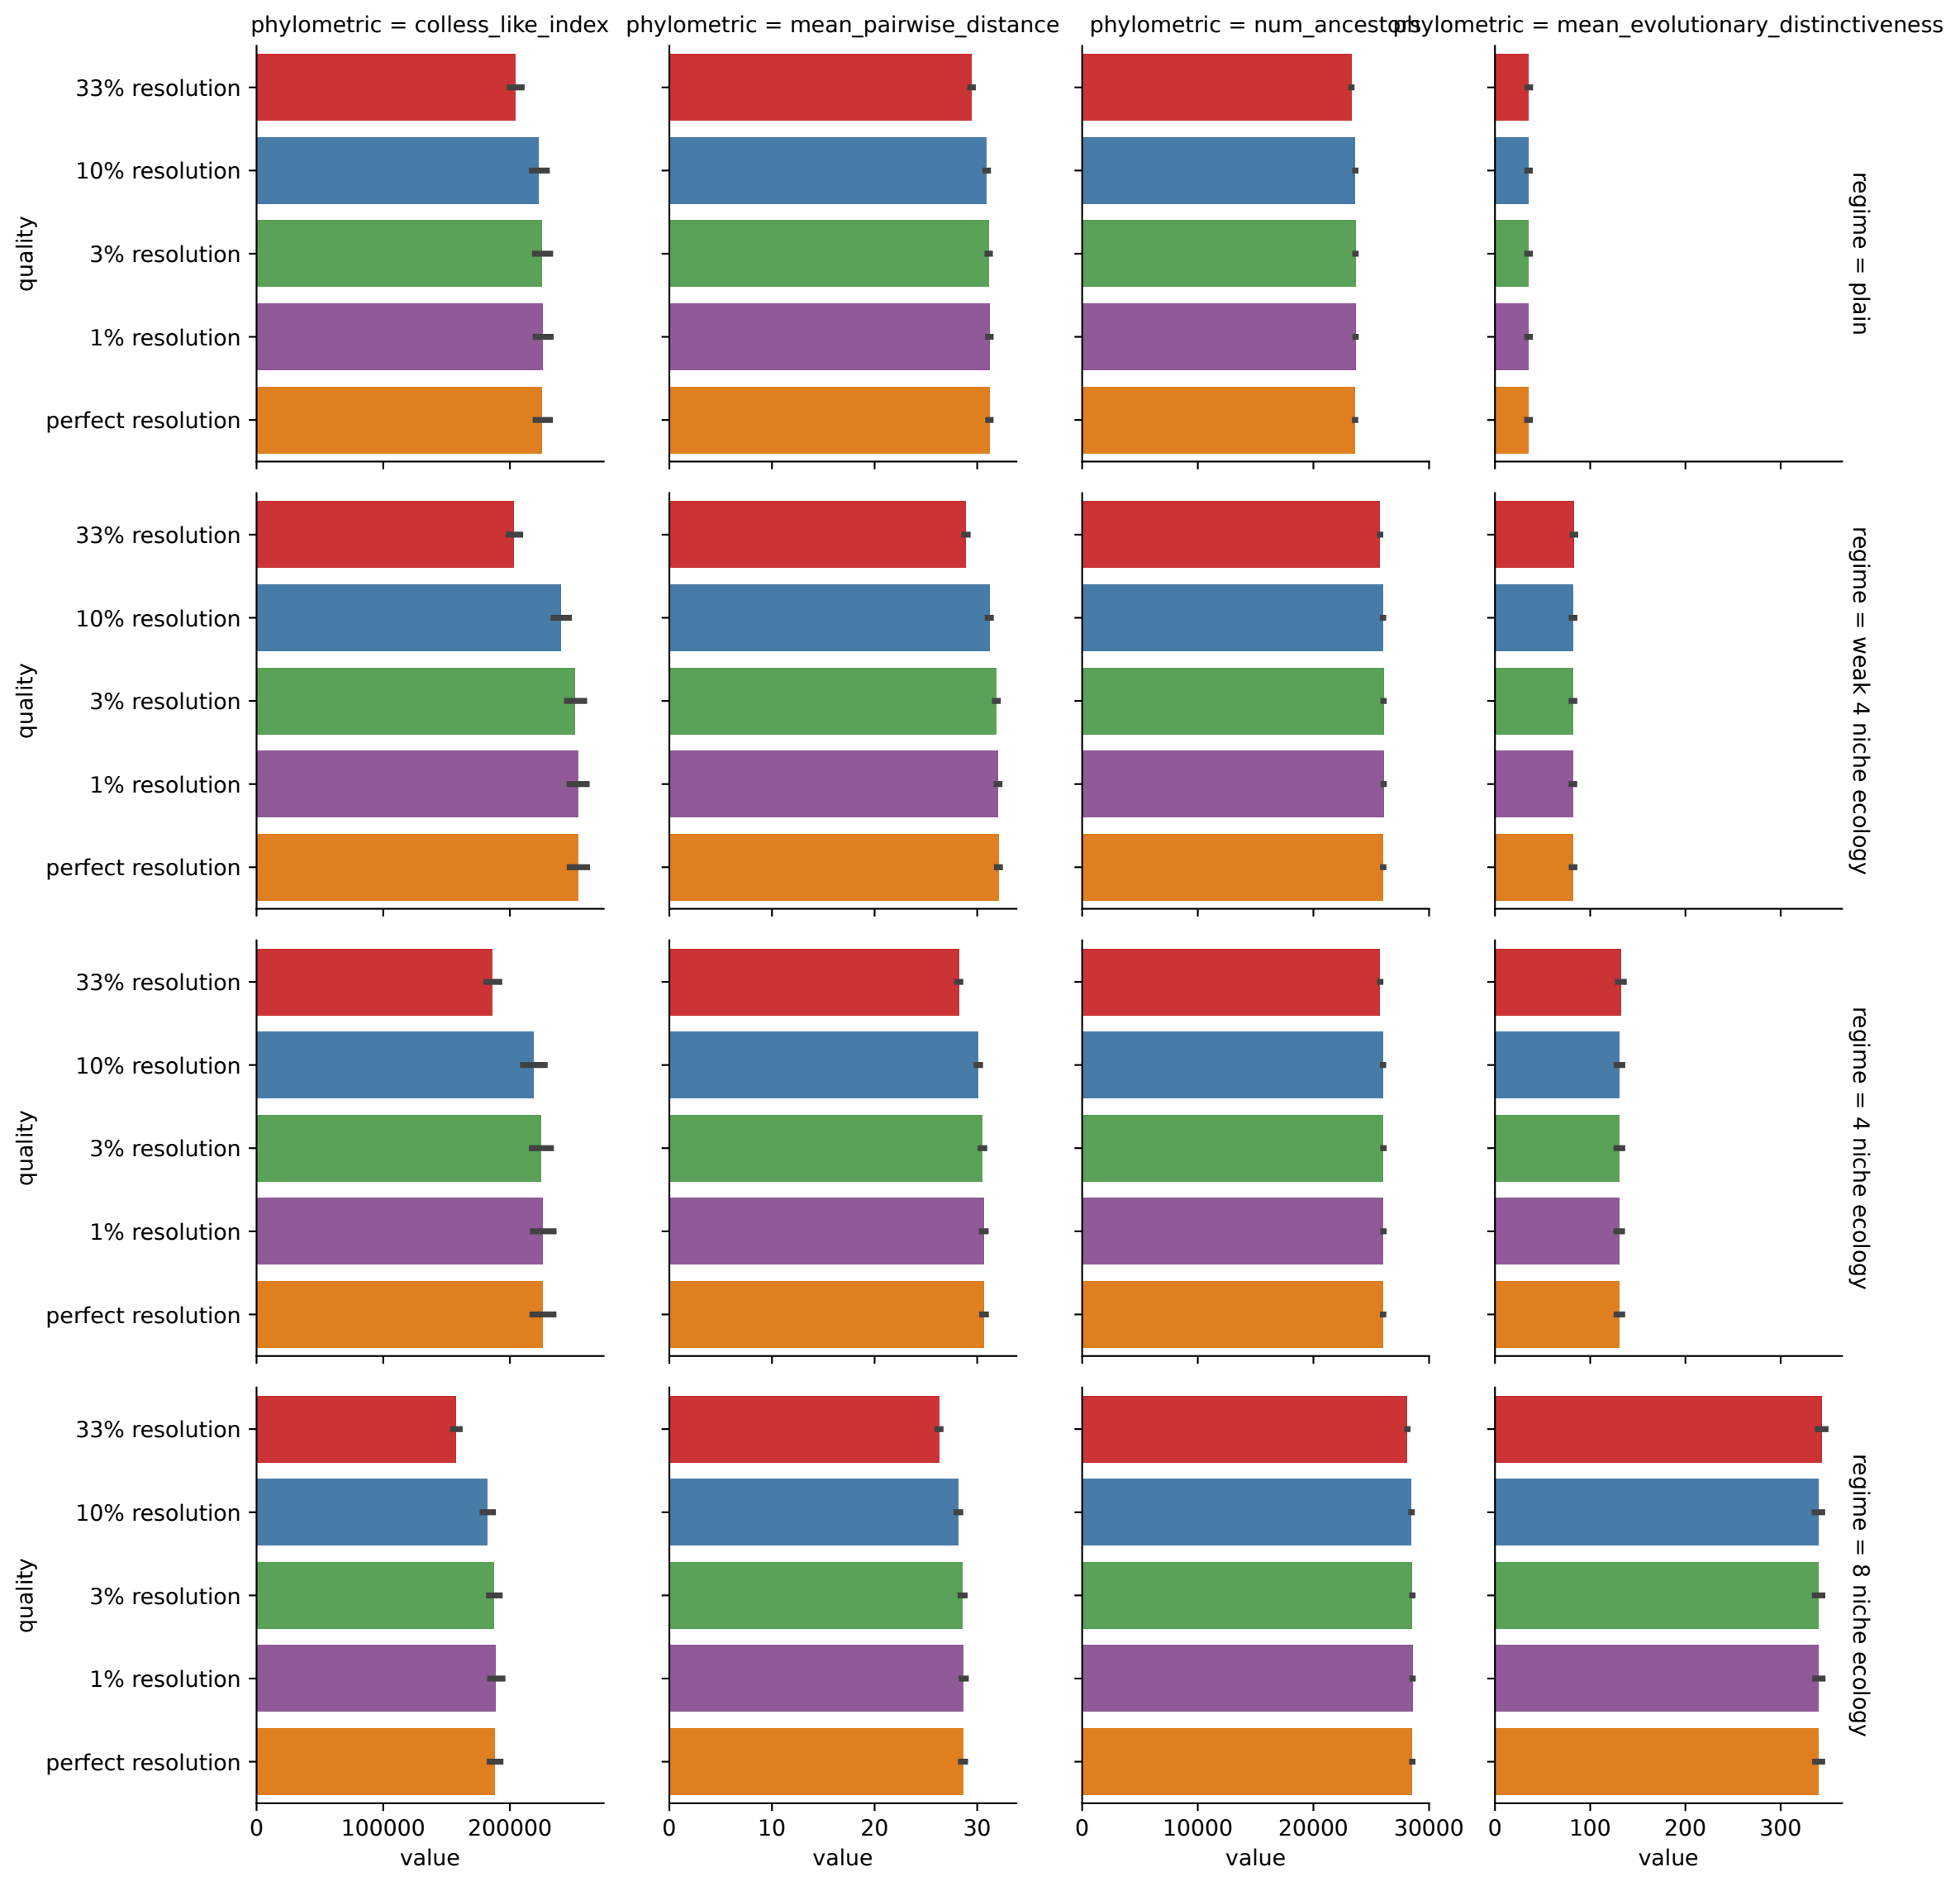 phylometric = colless_like_index
phylometric = mean_pairwise_distance
phylometric = num_ancestors
phylometric = mean_evolutionary_distinctiveness
quality
33% resolution
10% resolution
3% resolution
1% resolution
perfect resolution
regime = plain
quality
33% resolution
10% resolution
3% resolution
1% resolution
perfect resolution
regime = weak 4 niche ecology
quality
33% resolution
10% resolution
3% resolution
1% resolution
perfect resolution
regime = 4 niche ecology
quality
33% resolution
10% resolution
3% resolution
1% resolution
perfect resolution
regime = 8 niche ecology
0 100000 200000
0 10 20 30
0 10000 20000 30000
0 100 200 300
value
value
value
value